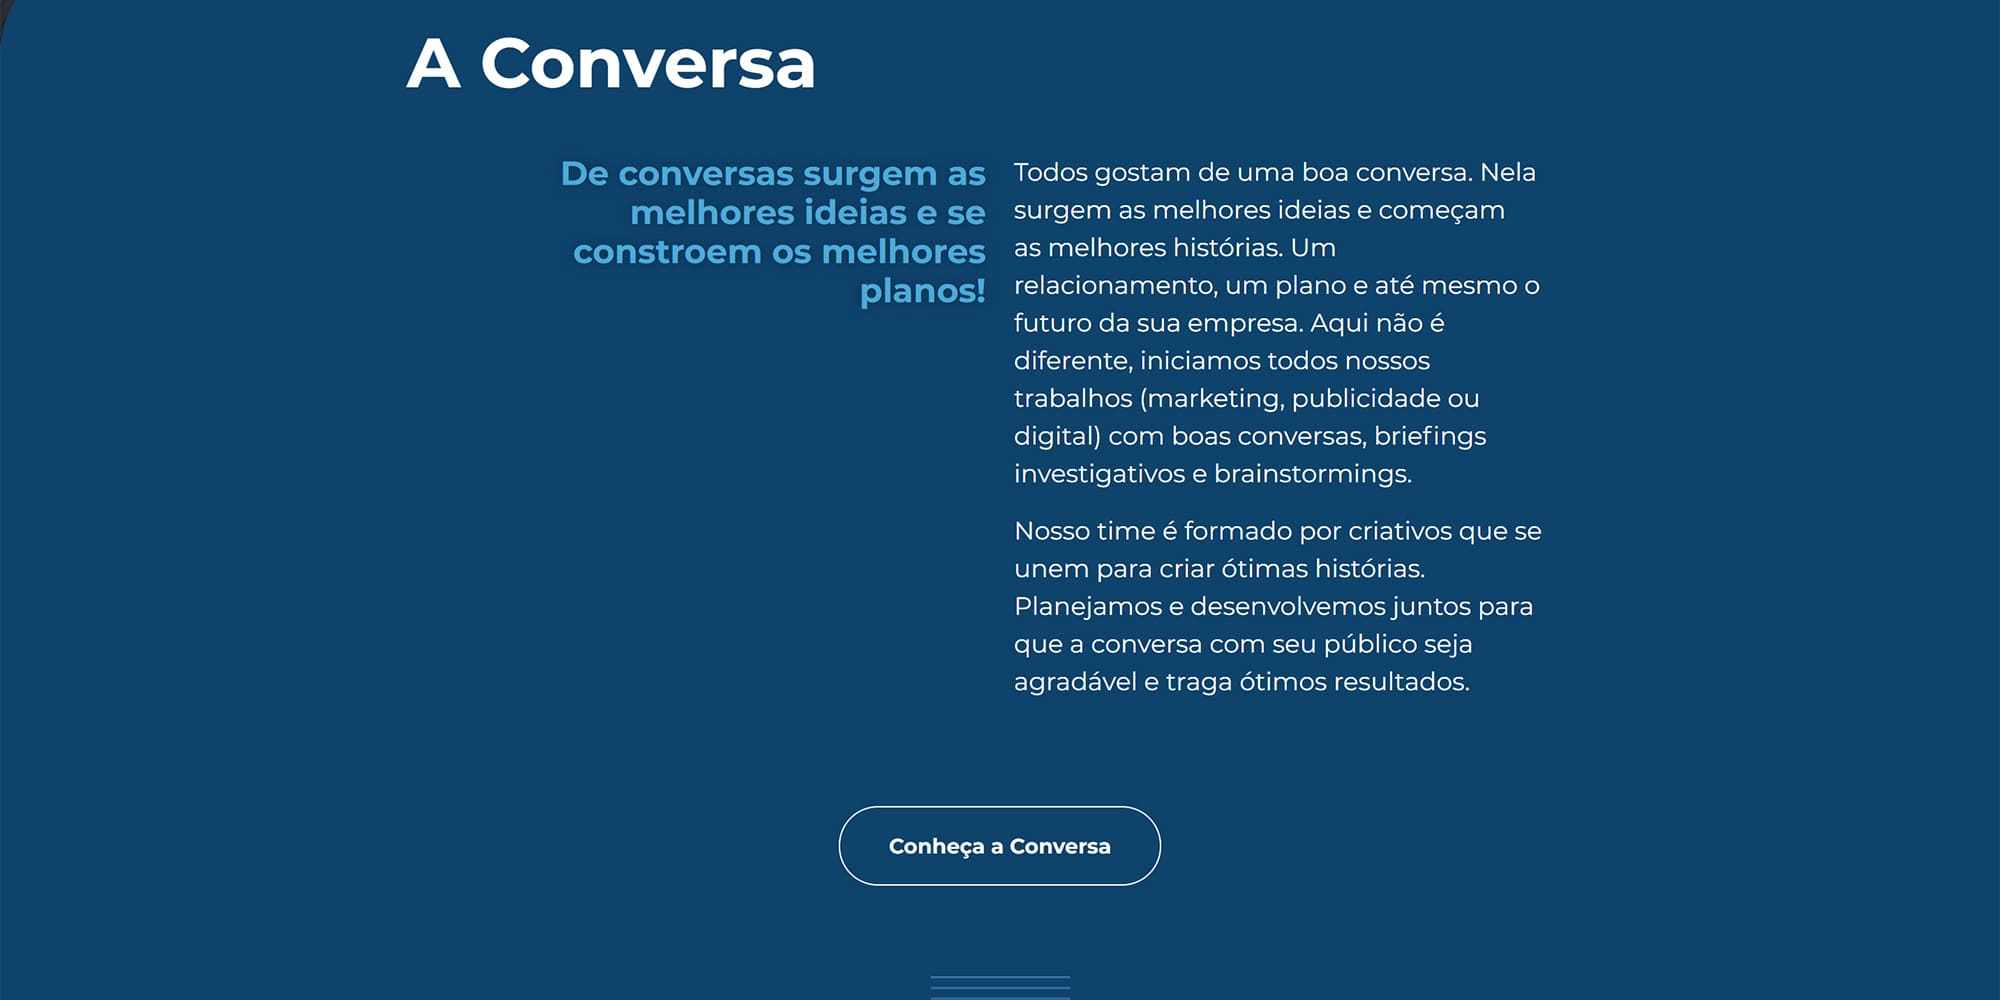 A Conversa
De conversas surgem as
melhores ideias e se
constroem os melhores
planos!
Todos gostam de uma boa conversa. Nela
surgem as melhores ideias e começam
as melhores histórias. Um
relacionamento, um plano e até mesmo o
futuro da sua empresa. Aqui não é
diferente, iniciamos todos nossos
trabalhos (marketing, publicidade ou
digital) com boas conversas, briefings
investigativos e brainstormings.
Nosso time é formado por criativos que se
unem para criar ótimas histórias.
Planejamos e desenvolvemos juntos para
que a conversa com seu público seja
agradável e traga ótimos resultados.
Conheça a Conversa